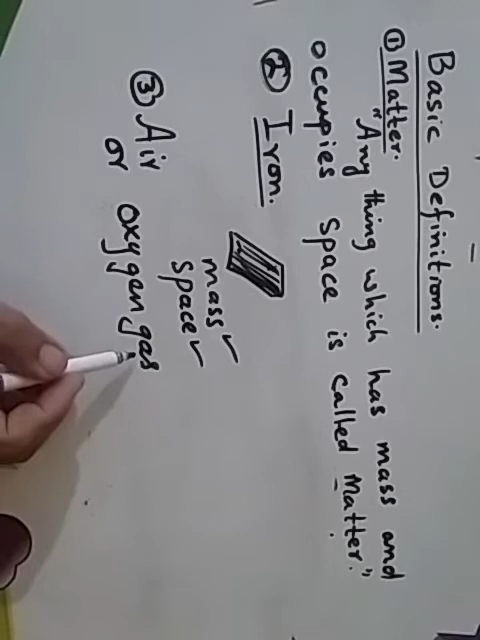 Basic Definitions.
① Matter.
"Any thing which has mass and
occupies space is called Matter."
② Iron.
mass ✓
space ✓
③ Air
or oxygen gas